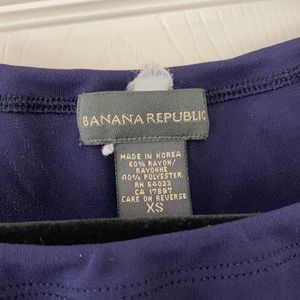 BANANA REPUBLIC
MADE IN KOREA
60% RAYON/
RAYONNE
40% POLYESTER
RN 54023
CA 17897
CARE ON REVERSE
XS